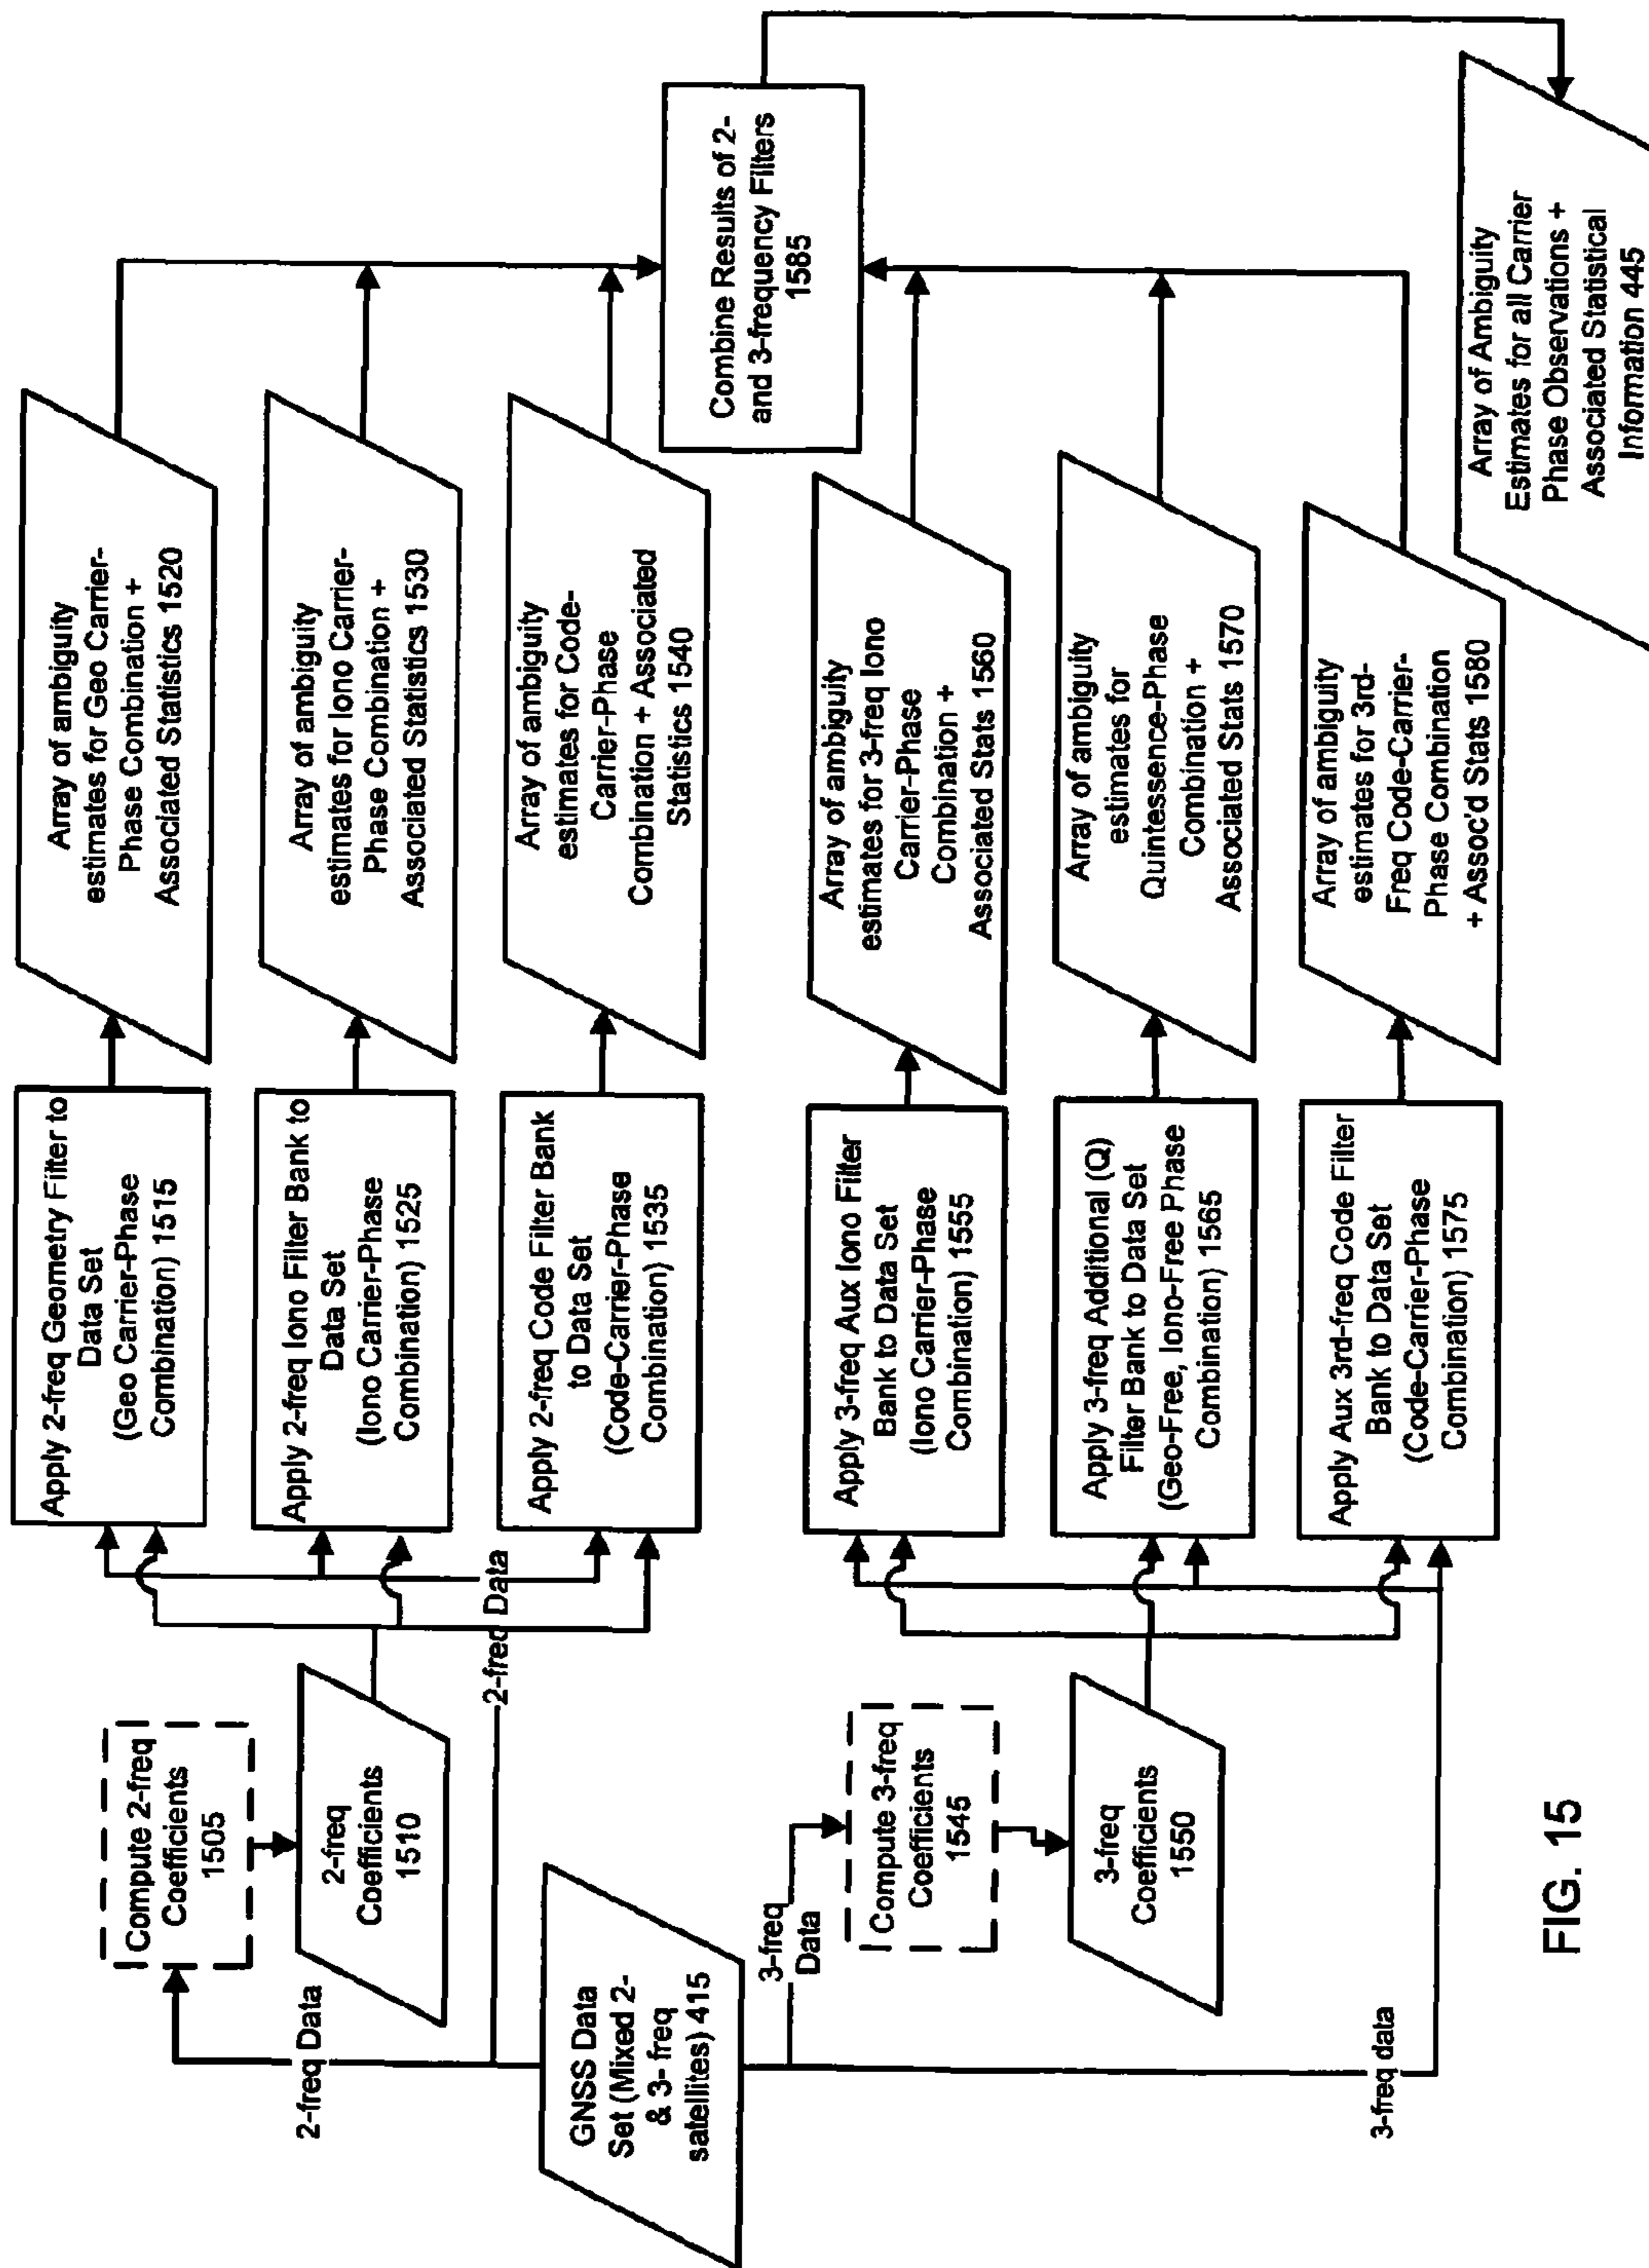 Compute 2-freq
Coefficients
1505
2-freq
Coefficients
1510
2-freq Data
2-freq Data
GNSS Data
Set (Mixed 2-
& 3- freq
satellites) 415
3-freq
Data
Compute 3-freq
Coefficients
1545
3-freq
Coefficients
1550
3-freq data
Apply 2-freq Geometry Filter to
Data Set
(Geo Carrier-Phase
Combination) 1515
Apply 2-freq Iono Filter Bank to
Data Set
(Iono Carrier-Phase
Combination) 1525
Apply 2-freq Code Filter Bank
to Data Set
(Code-Carrier-Phase
Combination) 1535
Apply 3-freq Aux Iono Filter
Bank to Data Set
(Iono Carrier-Phase
Combination) 1555
Apply 3-freq Additional (Q)
Filter Bank to Data Set
(Geo-Free, Iono-Free Phase
Combination) 1565
Apply Aux 3rd-freq Code Filter
Bank to Data Set
(Code-Carrier-Phase
Combination) 1575
Array of ambiguity
estimates for Geo Carrier-
Phase Combination +
Associated Statistics 1520
Array of ambiguity
estimates for Iono Carrier-
Phase Combination +
Associated Statistics 1530
Array of ambiguity
estimates for Code-
Carrier-Phase
Combination + Associated
Statistics 1540
Array of ambiguity
estimates for 3-freq Iono
Carrier-Phase
Combination +
Associated Stats 1560
Array of ambiguity
estimates for
Quintessence-Phase
Combination +
Associated Stats 1570
Array of ambiguity
estimates for 3rd-
Freq Code-Carrier-
Phase Combination
+ Assoc'd Stats 1580
Combine Results of 2-
and 3-frequency Filters
1585
Array of Ambiguity
Estimates for all Carrier
Phase Observations +
Associated Statistical
Information 445
FIG. 15